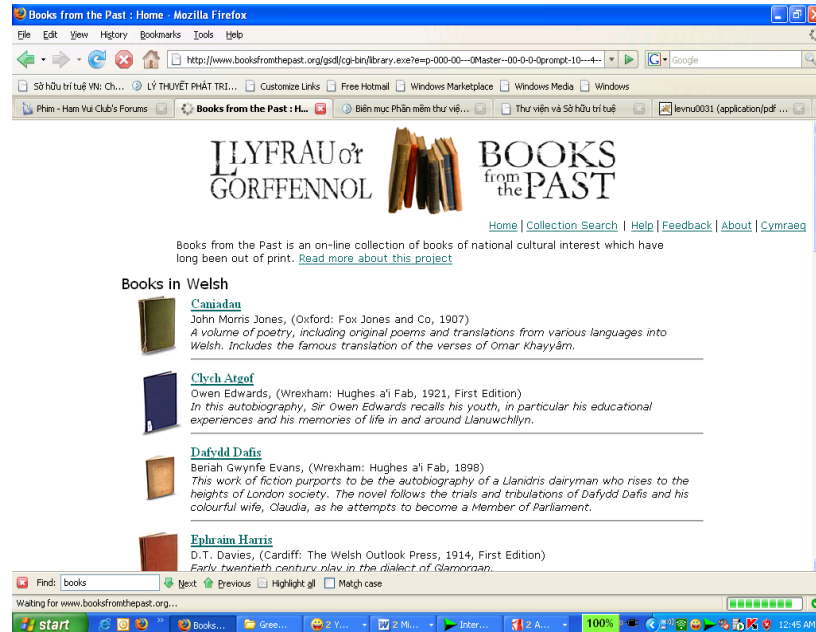 Books from the Past : Home - Mozilla Firefox
File Edit View History Bookmarks Tools Help
http://www.booksfromthepast.org/gsdl/cgi-bin/library.exe?e=p-000-00---0Master--00-0-0-0prompt-10---4-- Google
Sở hữu trí tuệ VN: Ch... LÝ THUYẾT PHÁT TRI... Customize Links Free Hotmail Windows Marketplace Windows Media Windows
Phim - Ham Vui Club's Forums Books from the Past : H... Biên mục Phần mềm thư việ... Thư viện và Sở hữu trí tuệ levnu0031 (application/pdf ...
LLYFRAU o'r GORFFENNOL
BOOKS from the PAST
Home | Collection Search | Help | Feedback | About | Cymraeg
Books from the Past is an on-line collection of books of national cultural interest which have
long been out of print. Read more about this project
Books in Welsh
Caniadau
John Morris Jones, (Oxford: Fox Jones and Co, 1907)
A volume of poetry, including original poems and translations from various languages into
Welsh. Includes the famous translation of the verses of Omar Khayyâm.
Clych Atgof
Owen Edwards, (Wrexham: Hughes a'i Fab, 1921, First Edition)
In this autobiography, Sir Owen Edwards recalls his youth, in particular his educational
experiences and his memories of life in and around Llanuwchllyn.
Dafydd Dafis
Beriah Gwynfe Evans, (Wrexham: Hughes a'i Fab, 1898)
This work of fiction purports to be the autobiography of a Llanidris dairyman who rises to the
heights of London society. The novel follows the trials and tribulations of Dafydd Dafis and his
colourful wife, Claudia, as he attempts to become a Member of Parliament.
Ephraim Harris
D.T. Davies, (Cardiff: The Welsh Outlook Press, 1914, First Edition)
Early twentieth century play in the dialect of Glamorgan.
Find: books Next Previous Highlight all Match case
Waiting for www.booksfromthepast.org...
start Books... Gree... 2 Y... 2 Mi... Inter... 2 A... 100% 12:45 AM